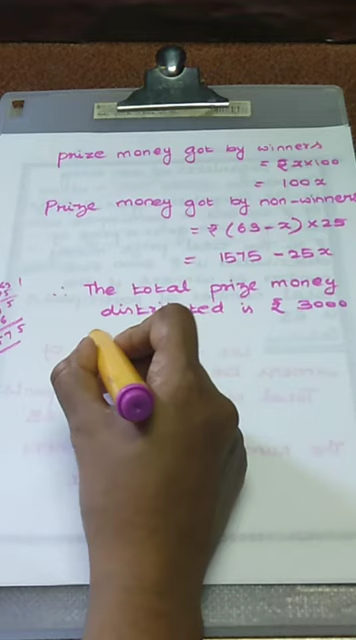 prize money got by winners
= ₹ x×100
= 100x
Prize money got by non-winners
= ₹ (63-x)×25
= 1575 - 25x
∴ The total prize money
distributed is ₹ 3000